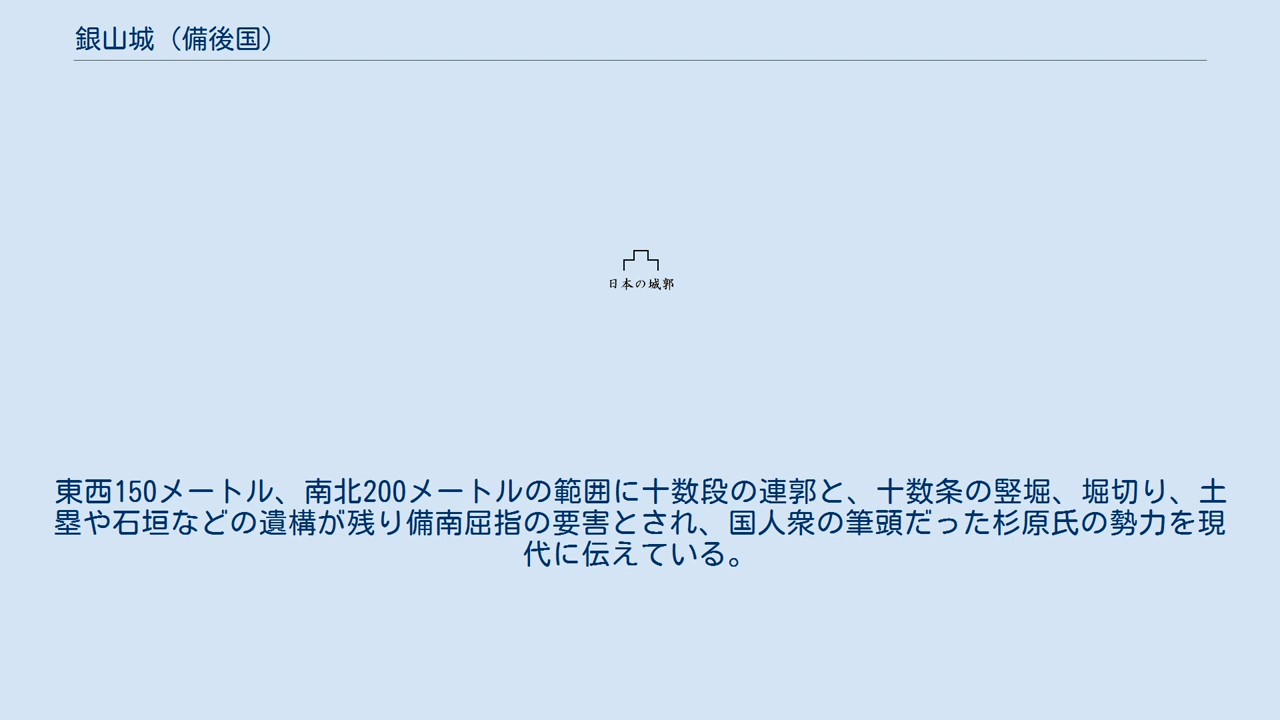 銀山城（備後国）
日本の城郭
東西150メートル、南北200メートルの範囲に十数段の連郭と、十数条の竪堀、堀切り、土
塁や石垣などの遺構が残り備南屈指の要害とされ、国人衆の筆頭だった杉原氏の勢力を現
代に伝えている。